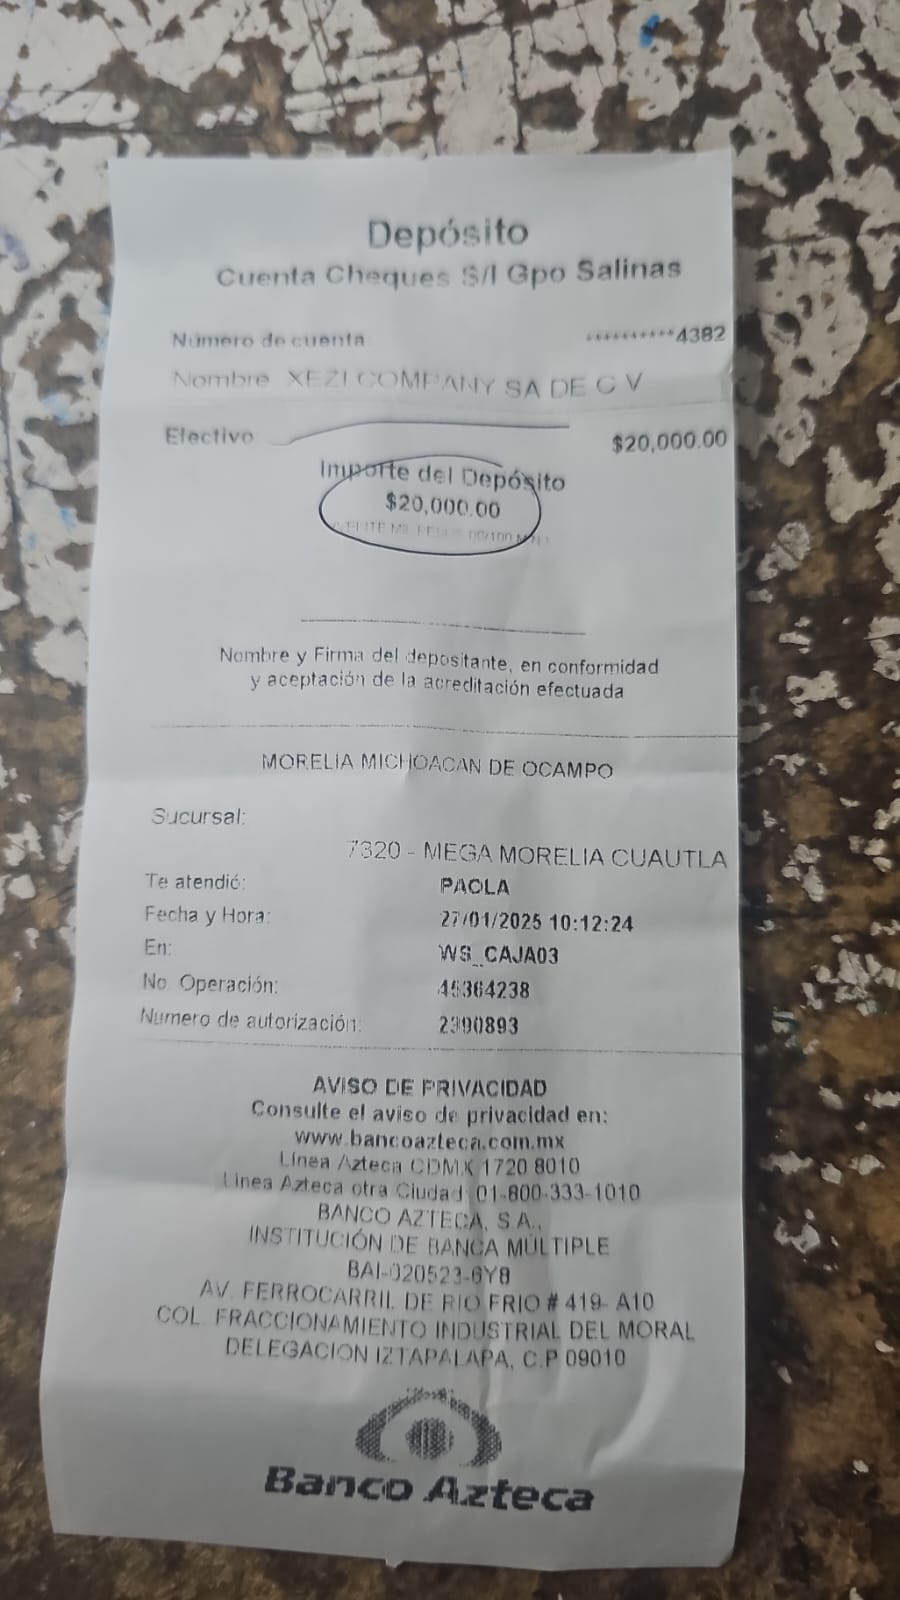 Depósito
Cuenta Cheques S/I Gpo Salinas
Número de cuenta **********4382
Nombre XEZI COMPANY SA DE C V
Efectivo $20,000.00
Importe del Depósito
$20,000.00
VEINTE MIL PESOS 00/100 M.N.
Nombre y Firma del depositante, en conformidad
y aceptación de la acreditación efectuada
MORELIA MICHOACAN DE OCAMPO
Sucursal:
7320 - MEGA MORELIA CUAUTLA
Te atendió: PAOLA
Fecha y Hora: 27/01/2025 10:12:24
En: WS_CAJA03
No. Operación: 45364238
Numero de autorización: 2390893
AVISO DE PRIVACIDAD
Consulte el aviso de privacidad en:
www.bancoazteca.com.mx
Línea Azteca CDMX 1720 8010
Linea Azteca otra Ciudad 01-800-333-1010
BANCO AZTECA, S.A.,
INSTITUCIÓN DE BANCA MÚLTIPLE
BAI-020523-6Y8
AV. FERROCARRIL DE RIO FRIO # 419- A10
COL. FRACCIONAMIENTO INDUSTRIAL DEL MORAL
DELEGACION IZTAPALAPA, C.P 09010
Banco Azteca